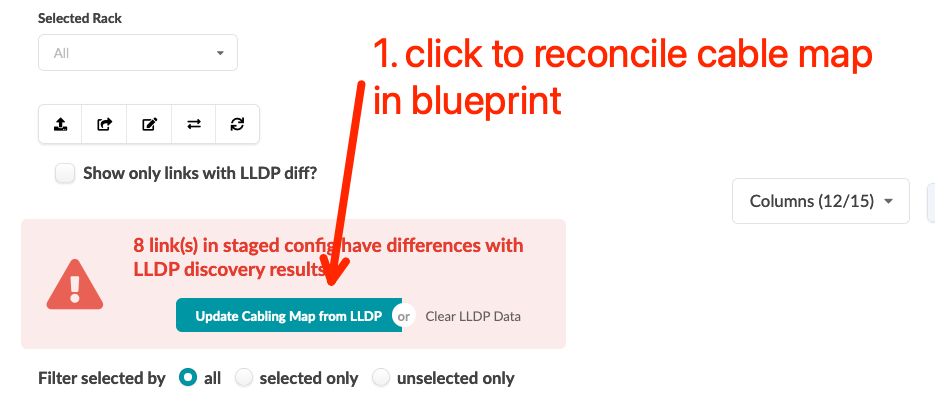 Selected Rack
All
1. click to reconcile cable map
in blueprint
Show only links with LLDP diff?
Columns (12/15)
8 link(s) in staged config have differences with
LLDP discovery results.
Update Cabling Map from LLDP or Clear LLDP Data
Filter selected by all selected only unselected only